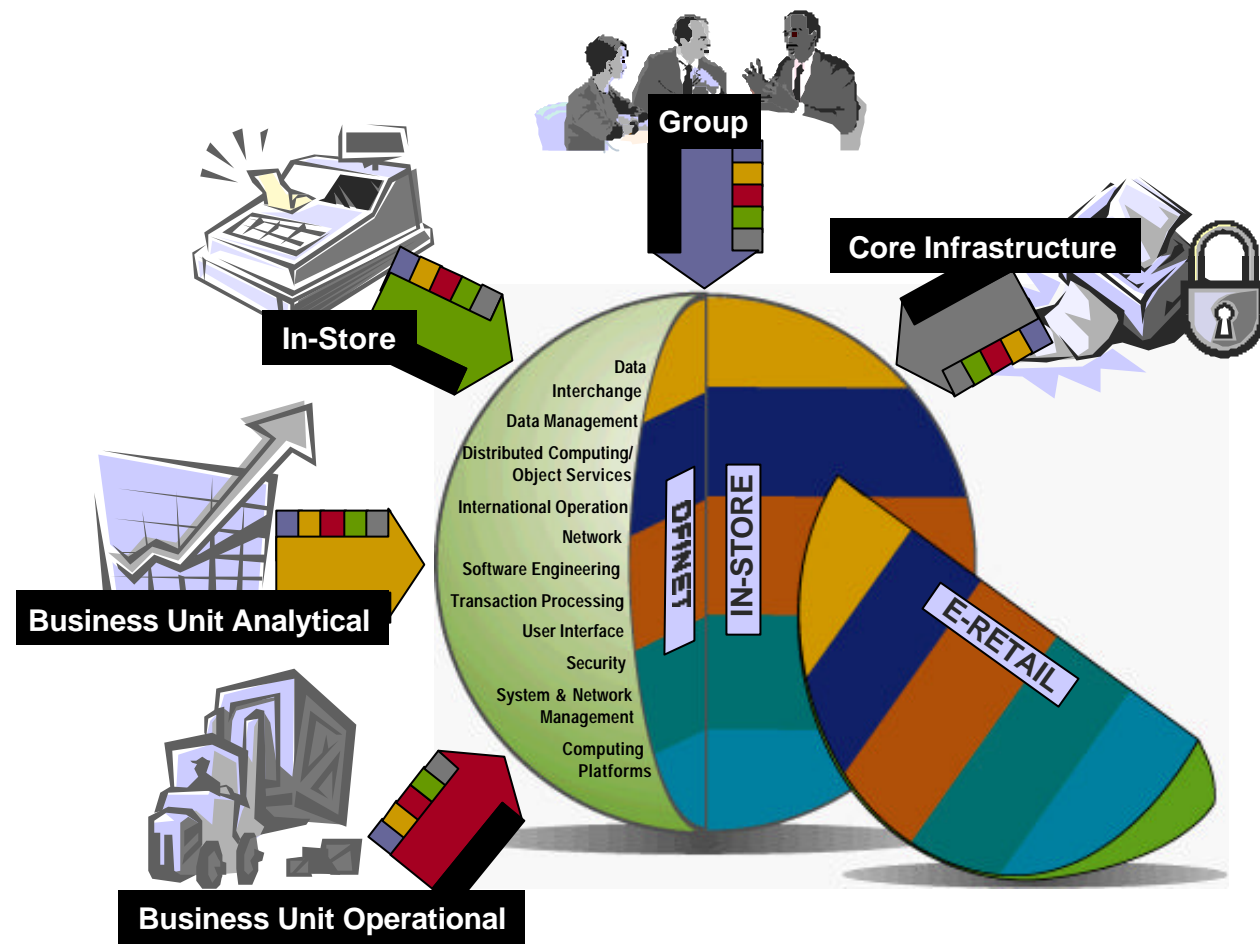 Group
Core Infrastructure
In-Store
Data
Interchange
Data Management
Distributed Computing/
Object Services
International Operation
Network
Software Engineering
Transaction Processing
User Interface
Security
System & Network
Management
Computing
Platforms
IN-STORE
E-RETAIL
Business Unit Analytical
Business Unit Operational